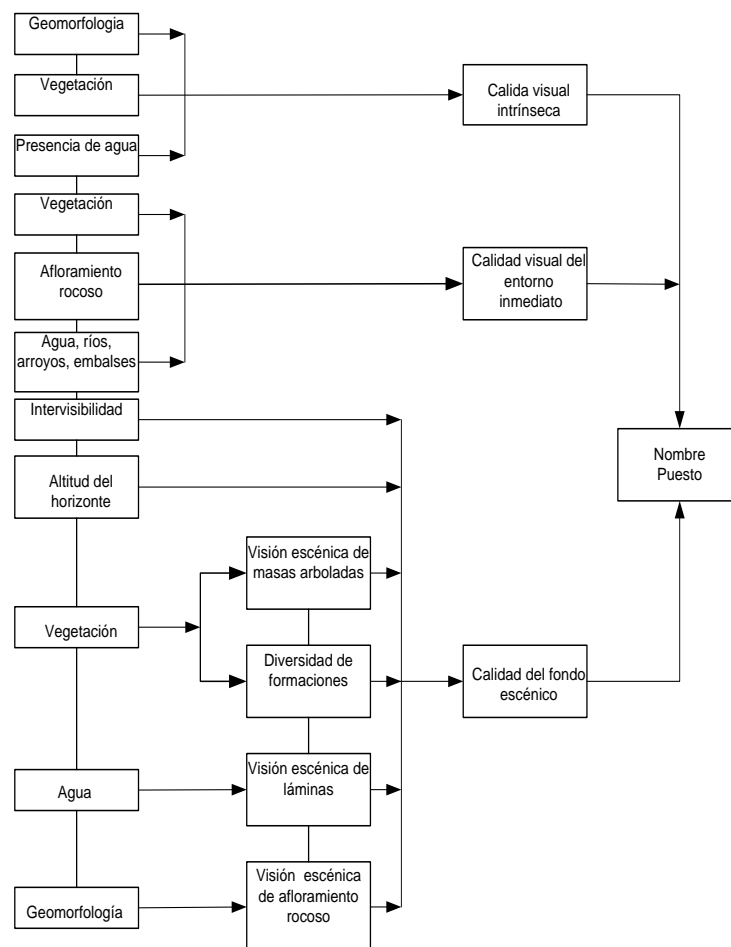 Geomorfologia
Vegetación
Calida visual
intrínseca
Presencia de agua
Vegetación
Afloramiento
rocoso
Calidad visual del
entorno
inmediato
Agua, ríos,
arroyos, embalses
Intervisibilidad
Altitud del
horizonte
Nombre
Puesto
Visión escénica de
masas arboladas
Vegetación
Diversidad de
formaciones
Calidad del fondo
escénico
Agua
Visión escénica de
láminas
Geomorfología
Visión escénica
de afloramiento
rocoso